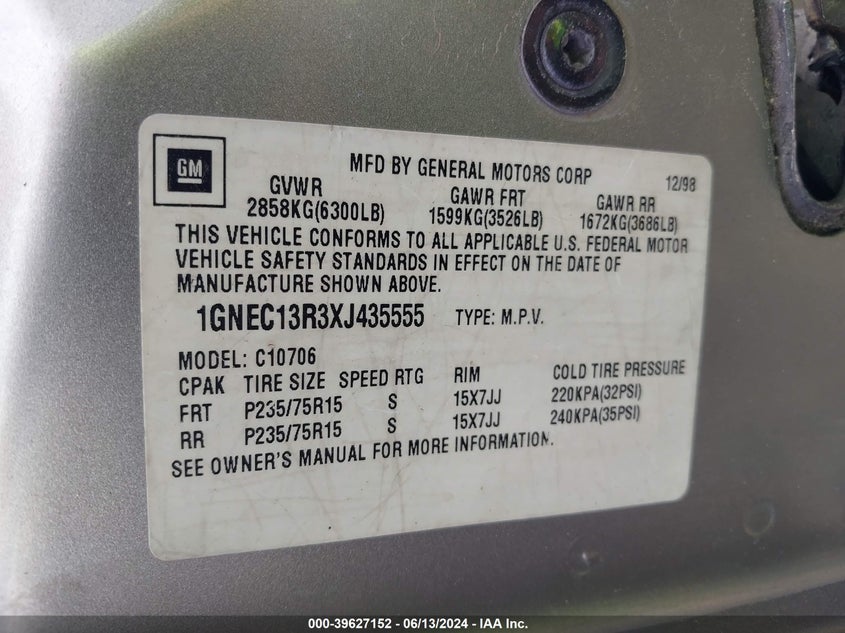 GM
MFD BY GENERAL MOTORS CORP 12/98
GVWR GAWR FRT GAWR RR
2858KG(6300LB) 1599KG(3526LB) 1672KG(3686LB)
THIS VEHICLE CONFORMS TO ALL APPLICABLE U.S. FEDERAL MOTOR
VEHICLE SAFETY STANDARDS IN EFFECT ON THE DATE OF
MANUFACTURE SHOWN ABOVE.
1GNEC13R3XJ435555 TYPE: M.P.V.
MODEL: C10706
CPAK TIRE SIZE SPEED RTG RIM COLD TIRE PRESSURE
FRT P235/75R15 S 15X7JJ 220KPA(32PSI)
RR P235/75R15 S 15X7JJ 240KPA(35PSI)
SEE OWNER'S MANUAL FOR MORE INFORMATION.
000-39627152 - 06/13/2024 - IAA Inc.